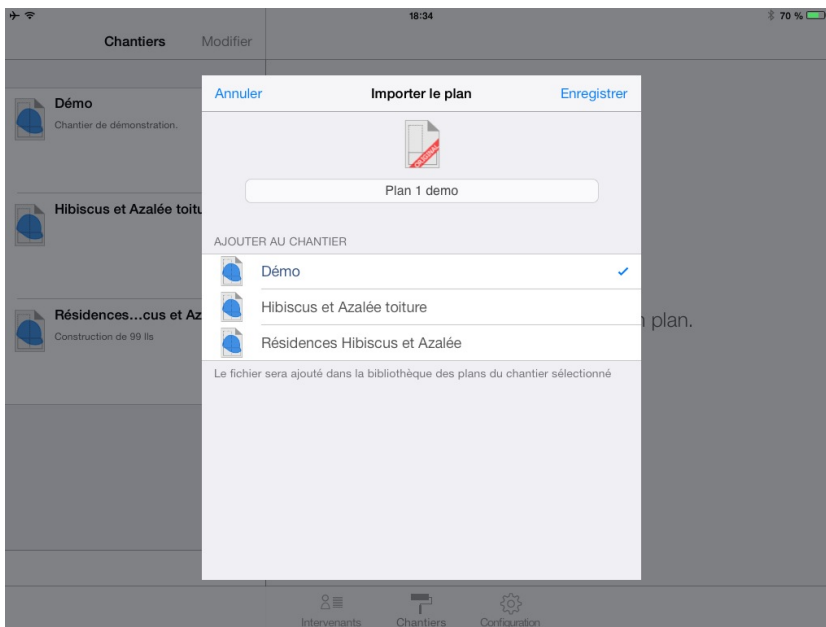 18:34
70 %
Chantiers
Modifier
Démo
Chantier de démonstration.
Hibiscus et Azalée toitu
Résidences…cus et Az
Construction de 99 lls
Annuler
Importer le plan
Enregistrer
ORIGINAL
Plan 1 demo
AJOUTER AU CHANTIER
Démo
Hibiscus et Azalée toiture
Résidences Hibiscus et Azalée
Le fichier sera ajouté dans la bibliothèque des plans du chantier sélectionné
plan.
Intervenants
Chantiers
Configuration